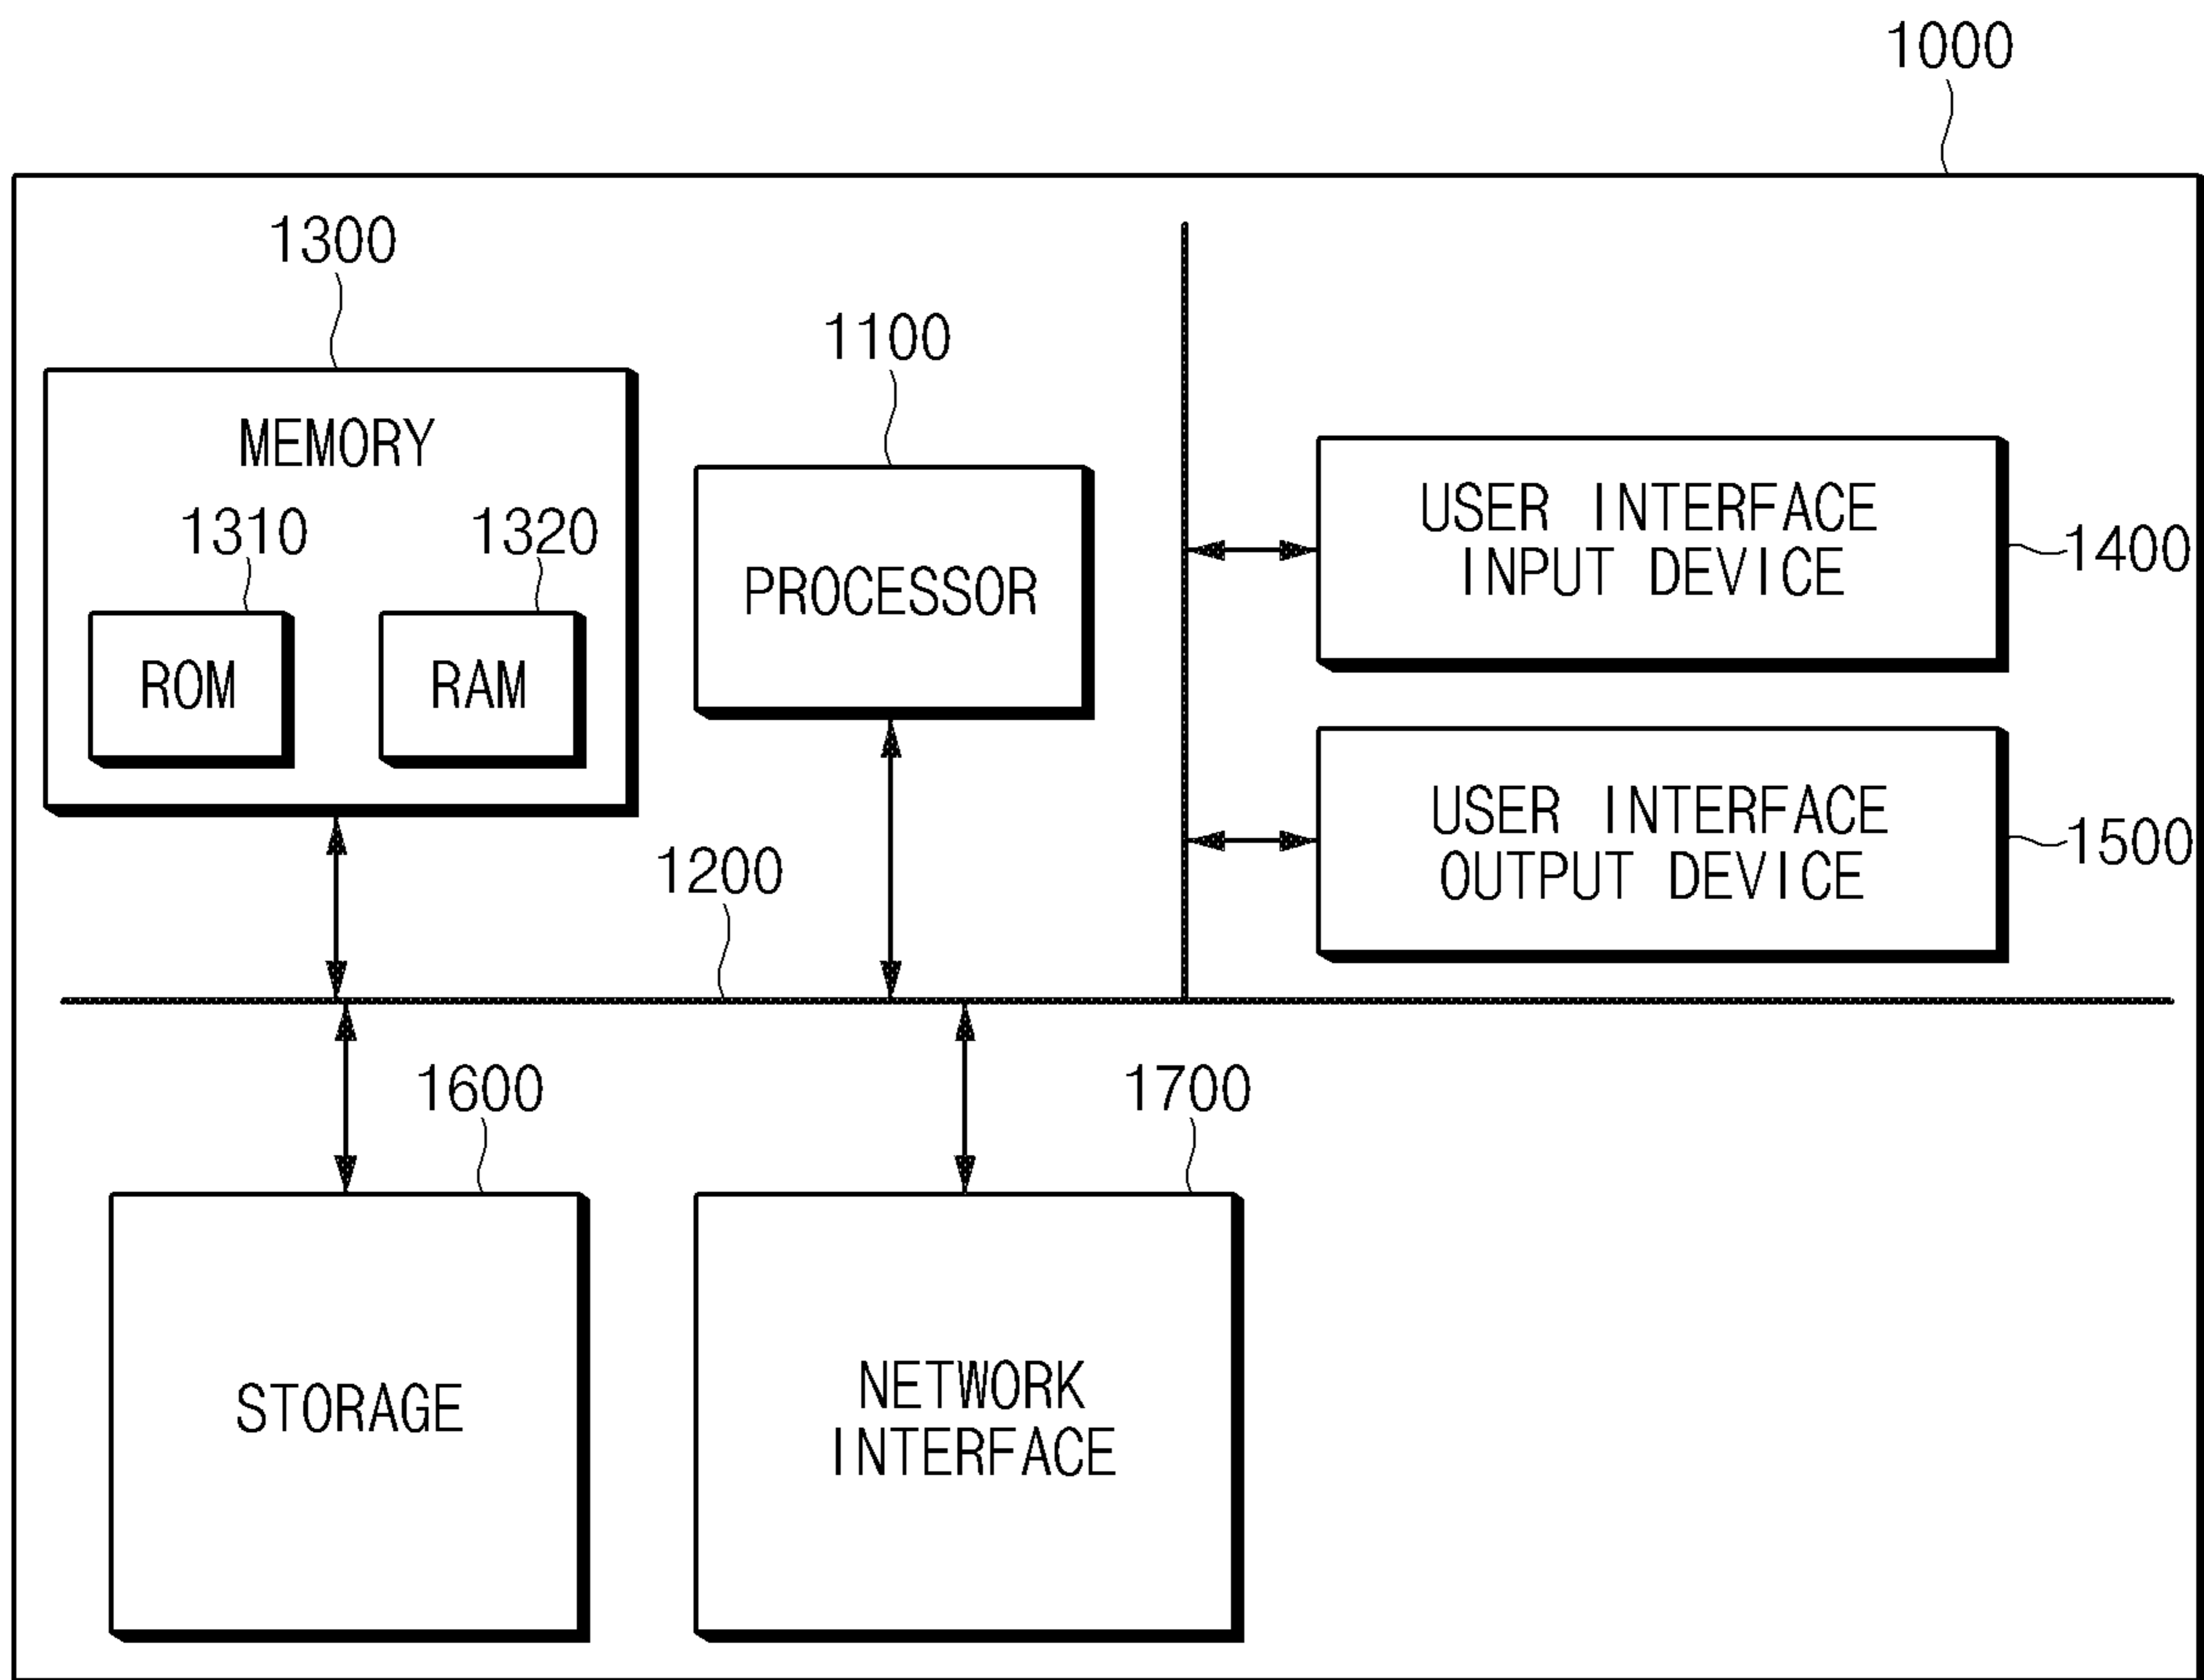 1000
1300
1100
MEMORY
1310
1320
ROM
RAM
PROCESSOR
USER INTERFACE
INPUT DEVICE
1400
USER INTERFACE
OUTPUT DEVICE
1500
1200
1600
1700
STORAGE
NETWORK
INTERFACE